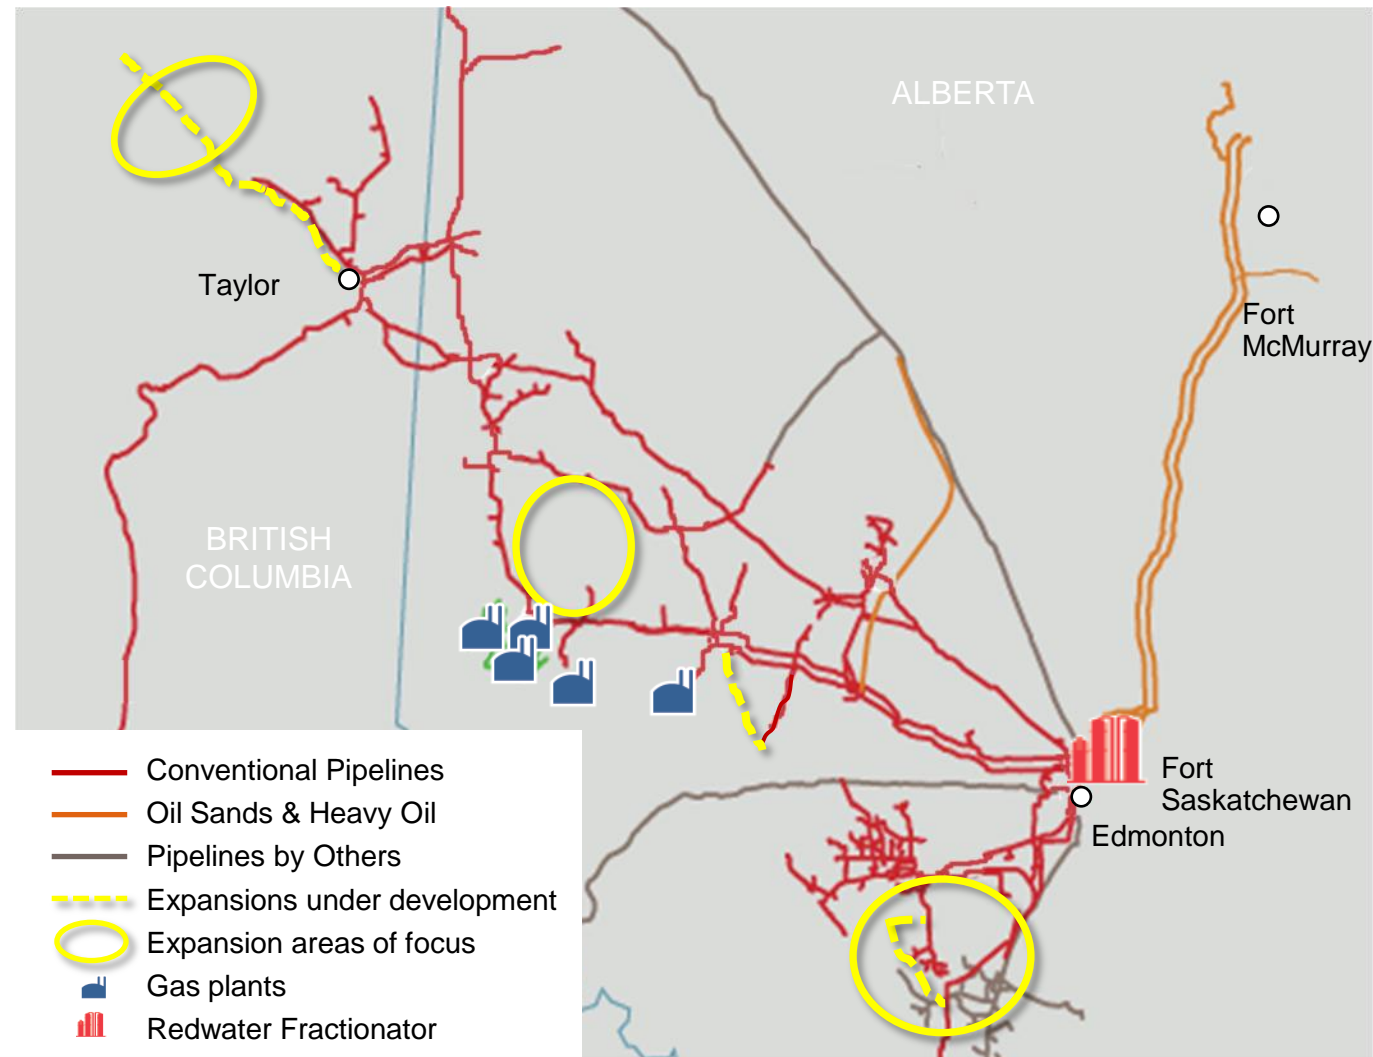 ALBERTA
Taylor
Fort
McMurray
BRITISH
COLUMBIA
Fort
Saskatchewan
Edmonton
Conventional Pipelines
Oil Sands & Heavy Oil
Pipelines by Others
Expansions under development
Expansion areas of focus
Gas plants
Redwater Fractionator